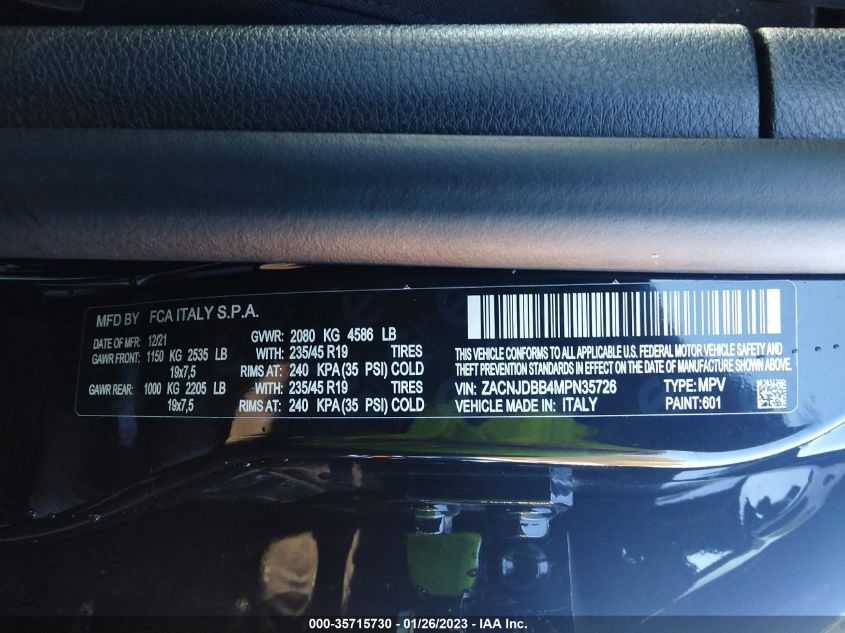 MFD BY FCA ITALY S.P.A.
DATE OF MFR: 12/21 GVWR: 2080 KG 4586 LB
GAWR FRONT: 1150 KG 2535 LB WITH: 235/45 R19 TIRES
19x7,5 RIMS AT: 240 KPA(35 PSI) COLD
GAWR REAR: 1000 KG 2205 LB WITH: 235/45 R19 TIRES
19x7,5 RIMS AT: 240 KPA(35 PSI) COLD
THIS VEHICLE CONFORMS TO ALL APPLICABLE U.S. FEDERAL MOTOR VEHICLE SAFETY AND
THEFT PREVENTION STANDARDS IN EFFECT ON THE DATE OF MANUFACTURE SHOWN ABOVE.
VIN: ZACNJDBB4MPN35726 TYPE: MPV
VEHICLE MADE IN: ITALY PAINT:601
000-35715730 - 01/26/2023 - IAA Inc.